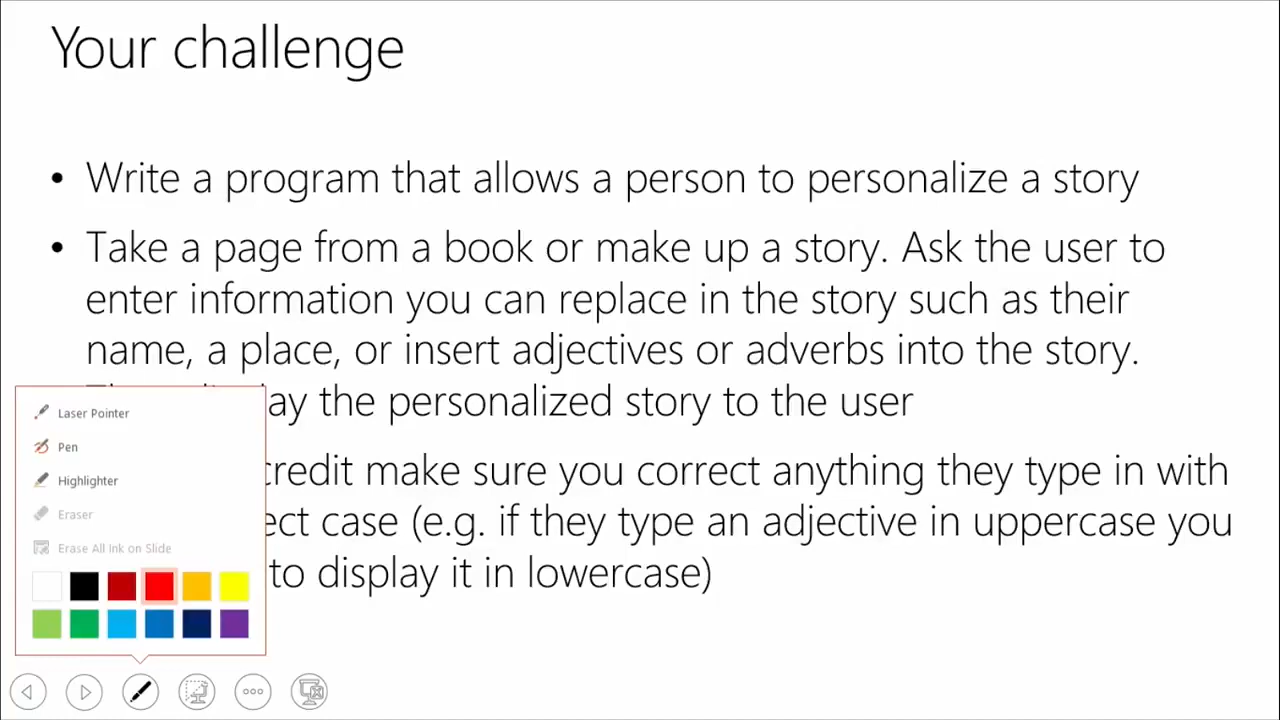 Your challenge
• Write a program that allows a person to personalize a story
• Take a page from a book or make up a story. Ask the user to
enter information you can replace in the story such as their
name, a place, or insert adjectives or adverbs into the story.
the personalized story to the user
credit make sure you correct anything they type in with
case (e.g. if they type an adjective in uppercase you
to display it in lowercase)
Laser Pointer
Pen
Highlighter
Eraser
Erase All Ink on Slide